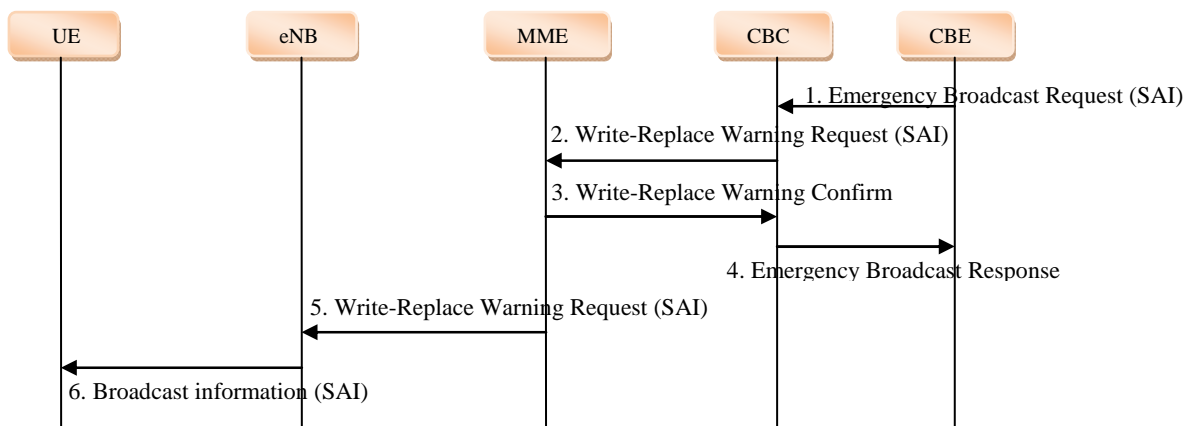 UE
eNB
MME
CBC
CBE
1. Emergency Broadcast Request (SAI)
2. Write-Replace Warning Request (SAI)
3. Write-Replace Warning Confirm
4. Emergency Broadcast Response
5. Write-Replace Warning Request (SAI)
6. Broadcast information (SAI)